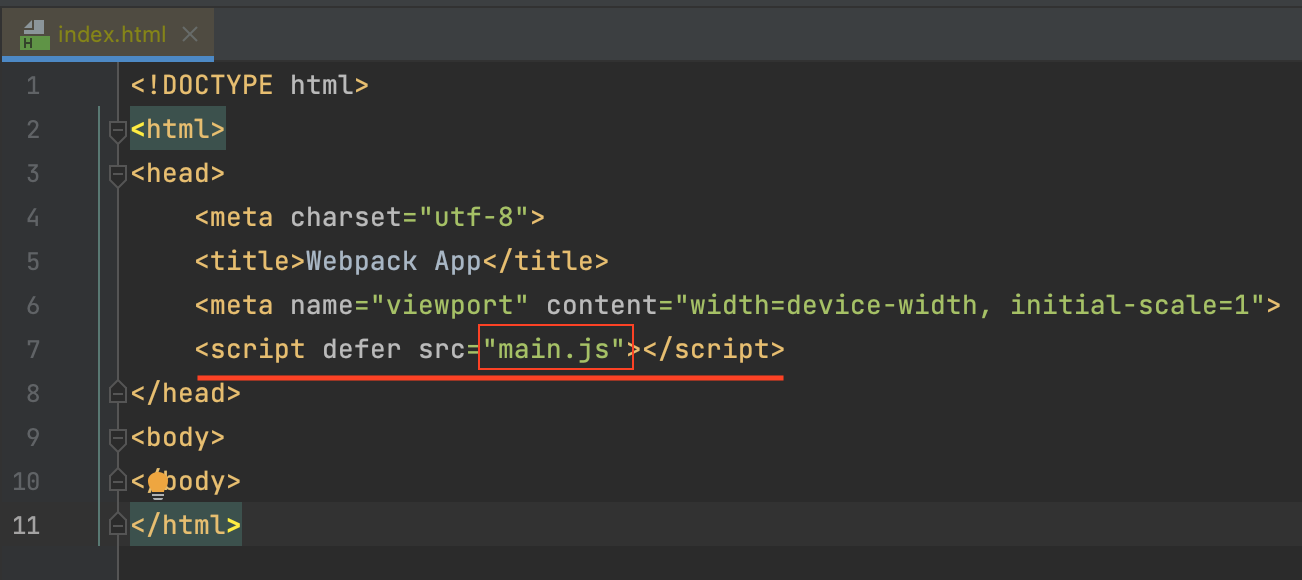 H index.html
1 <!DOCTYPE html>
2 <html>
3 <head>
4     <meta charset="utf-8">
5     <title>Webpack App</title>
6     <meta name="viewport" content="width=device-width, initial-scale=1">
7     <script defer src="main.js"></script>
8 </head>
9 <body>
10 </body>
11 </html>